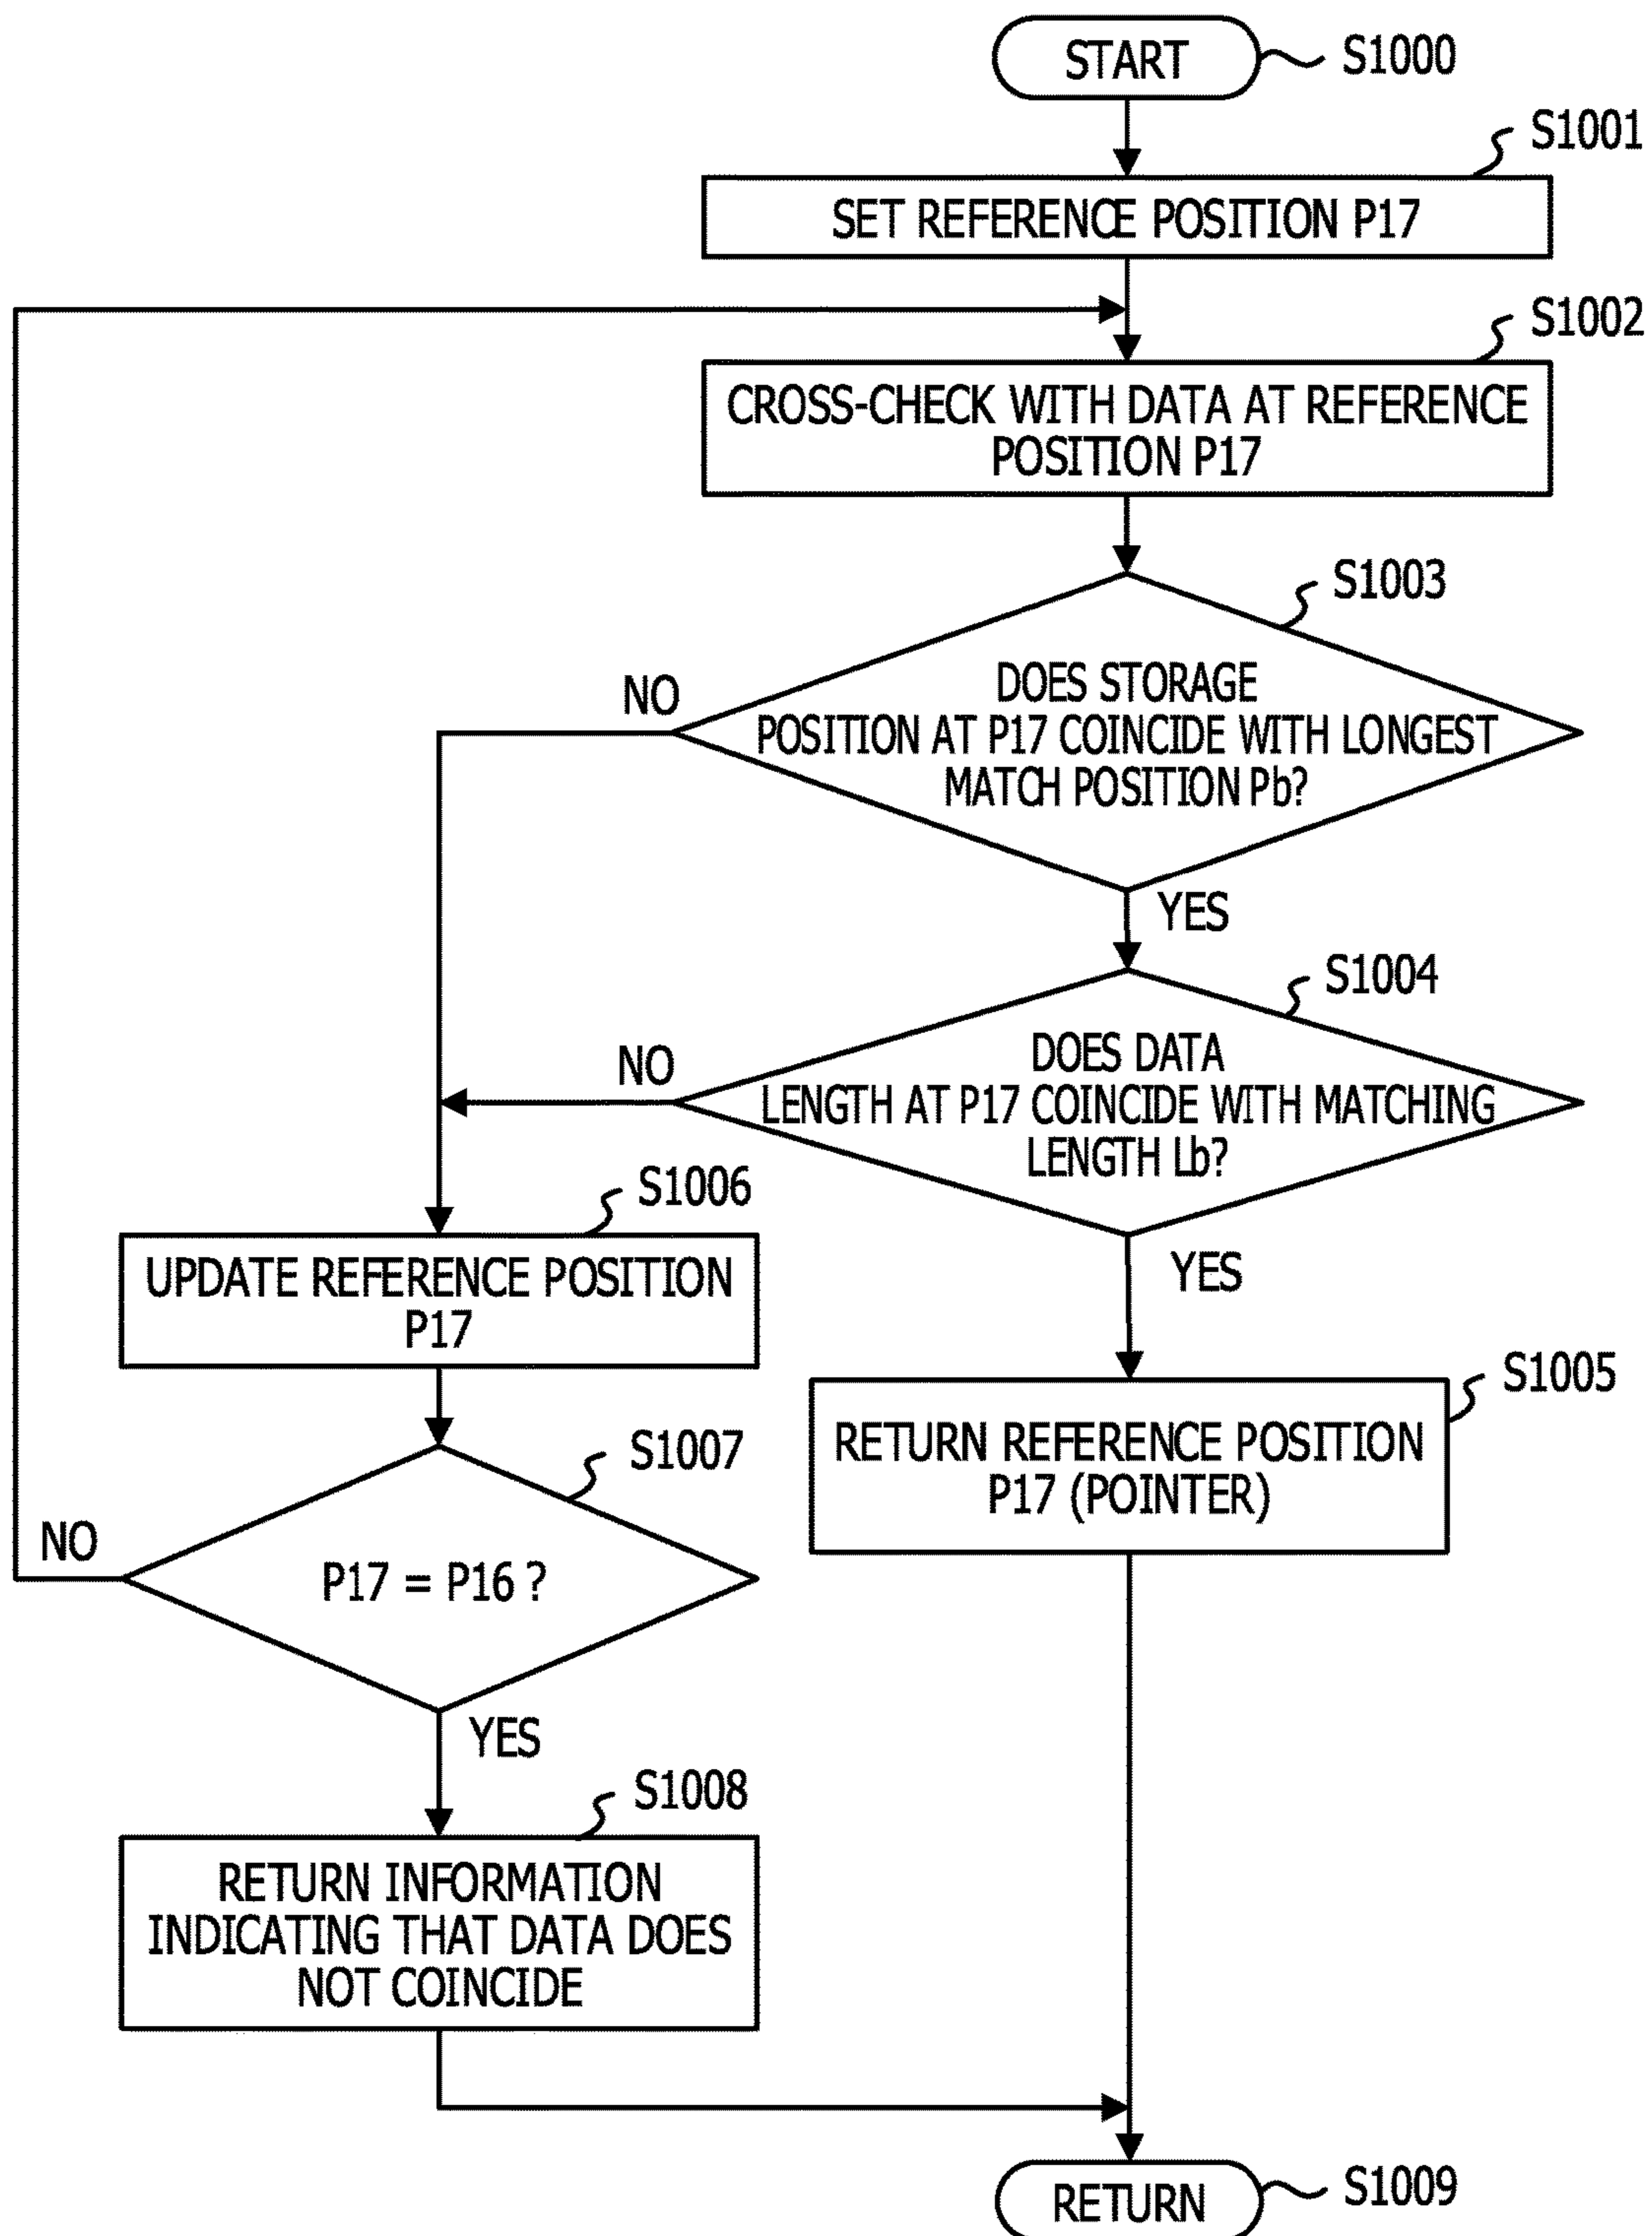 START
S1000
S1001
SET REFERENCE POSITION P17
S1002
CROSS-CHECK WITH DATA AT REFERENCE
POSITION P17
S1003
NO
DOES STORAGE
POSITION AT P17 COINCIDE WITH LONGEST
MATCH POSITION Pb?
YES
S1004
NO
DOES DATA
LENGTH AT P17 COINCIDE WITH MATCHING
LENGTH Lb?
YES
S1006
UPDATE REFERENCE POSITION
P17
S1005
RETURN REFERENCE POSITION
P17 (POINTER)
S1007
NO
P17 = P16 ?
YES
S1008
RETURN INFORMATION
INDICATING THAT DATA DOES
NOT COINCIDE
RETURN
S1009